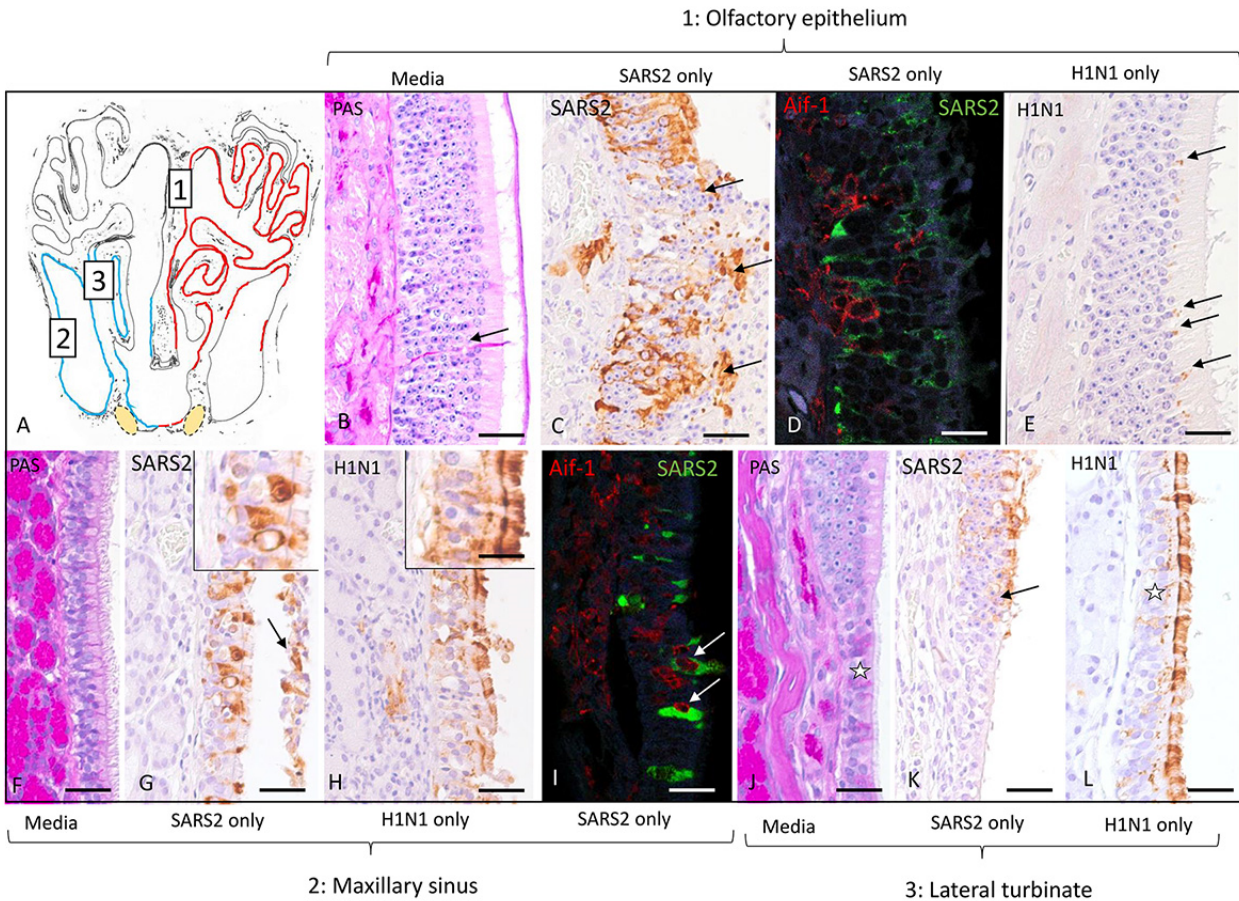 1: Olfactory epithelium
Media
SARS2 only
SARS2 only
H1N1 only
1
3
2
A
PAS
B
SARS2
C
Aif-1
SARS2
D
H1N1
E
PAS
F
SARS2
G
H1N1
H
Aif-1
SARS2
I
PAS
J
SARS2
K
H1N1
L
Media
SARS2 only
H1N1 only
SARS2 only
Media
SARS2 only
H1N1 only
2: Maxillary sinus
3: Lateral turbinate